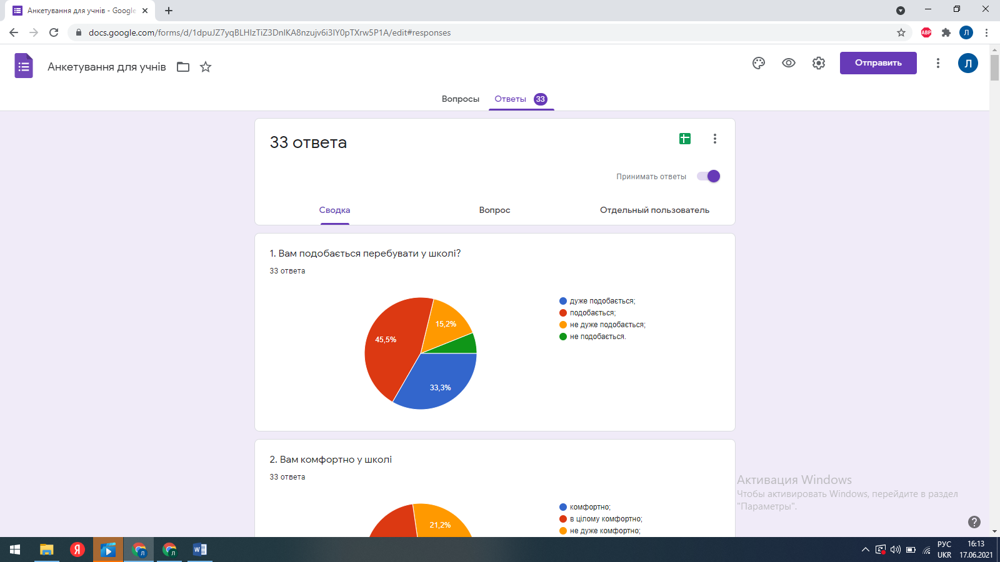 Анкетування для учнів - Google
docs.google.com/forms/d/1dpuJZ7yqBLHIzTiZ3DnIKA8nzujv6i3IY0pTXrw5P1A/edit#responses
ABP
Л
Анкетування для учнів
Отправить
Л
Вопросы
Ответы 33
33 ответа
Принимать ответы
Сводка
Вопрос
Отдельный пользователь
1. Вам подобається перебувати у школі?
33 ответа
дуже подобається;
подобається;
не дуже подобається;
не подобається.
15,2%
45,5%
33,3%
2. Вам комфортно у школі
33 ответа
комфортно;
в цілому комфортно;
не дуже комфортно;
21,2%
Активация Windows
Чтобы активировать Windows, перейдите в раздел
"Параметры".
Я
Л
Л
W
РУС
UKR
16:13
17.06.2021